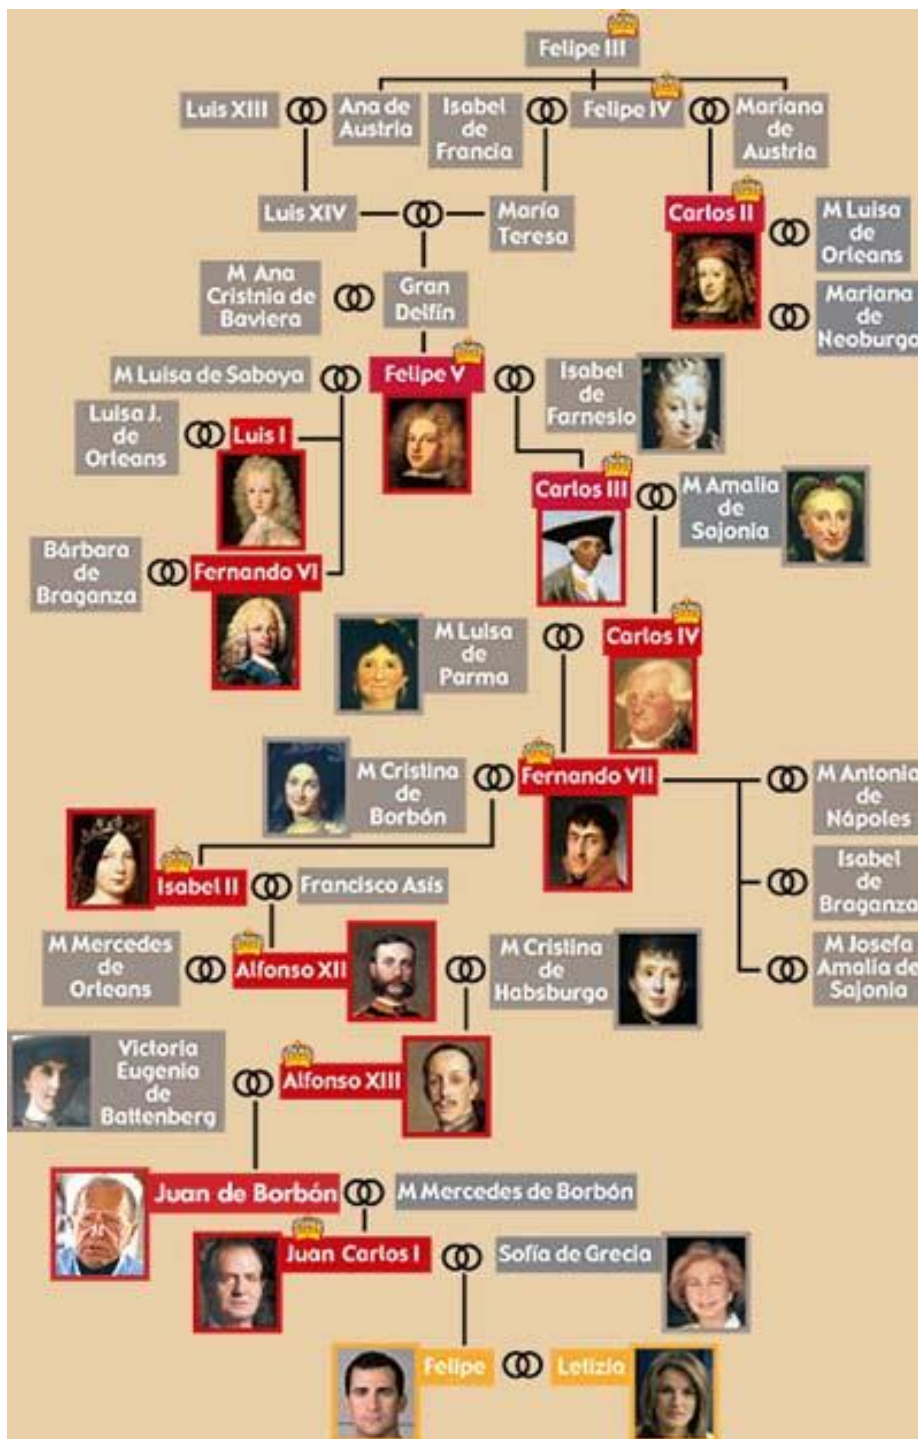 Felipe III
Luis XIII
Ana de
Austria
Isabel
de
Francia
Felipe IV
Mariana
de
Austria
Luis XIV
María
Teresa
Carlos II
M Luisa
de
Orleans
M Ana
Cristnia de
Baviera
Gran
Delfín
Mariana
de
Neoburgo
M Luisa de Saboya
Felipe V
Isabel
de
Farnesio
Luisa J.
de
Orleans
Luis I
Carlos III
M Amalia
de
Sajonia
Bárbara
de
Braganza
Fernando VI
M Luisa
de
Parma
Carlos IV
M Cristina
de
Borbón
Fernando VII
M Antonia
de
Nápoles
Isabel II
Francisco Asís
Isabel
de
Braganza
M Mercedes
de
Orleans
Alfonso XII
M Cristina
de
Habsburgo
M Josefa
Amalia de
Sajonia
Victoria
Eugenia
de
Battenberg
Alfonso XIII
Juan de Borbón
M Mercedes de Borbón
Juan Carlos I
Sofía de Grecia
Felipe
Letizia